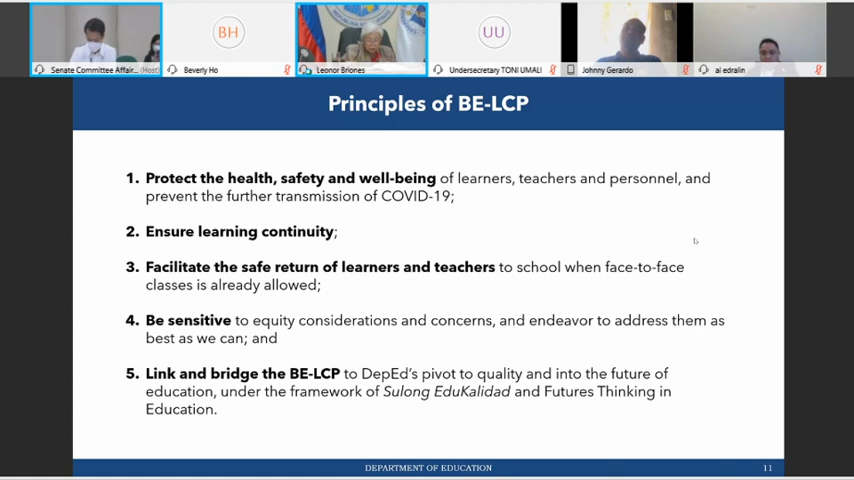 BH
UU
Senate Committee Affair... (Host)
Beverly Ho
Leonor Briones
Undersecretary TONI UMALI
Johnny Gerardo
al edralin
Principles of BE-LCP
1. Protect the health, safety and well-being of learners, teachers and personnel, and
prevent the further transmission of COVID-19;
2. Ensure learning continuity;
3. Facilitate the safe return of learners and teachers to school when face-to-face
classes is already allowed;
4. Be sensitive to equity considerations and concerns, and endeavor to address them as
best as we can; and
5. Link and bridge the BE-LCP to DepEd’s pivot to quality and into the future of
education, under the framework of Sulong EduKalidad and Futures Thinking in
Education.
DEPARTMENT OF EDUCATION
11